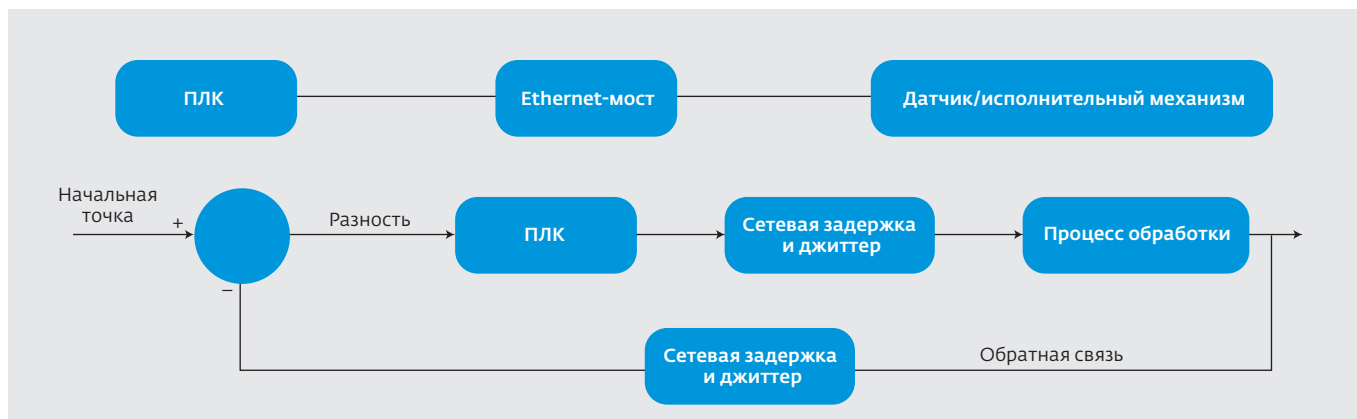 ПЛК
Ethernet-мост
Датчик/исполнительный механизм
Начальная
точка
+
Разность
ПЛК
Сетевая задержка
и джиттер
Процесс обработки
–
Сетевая задержка
и джиттер
Обратная связь